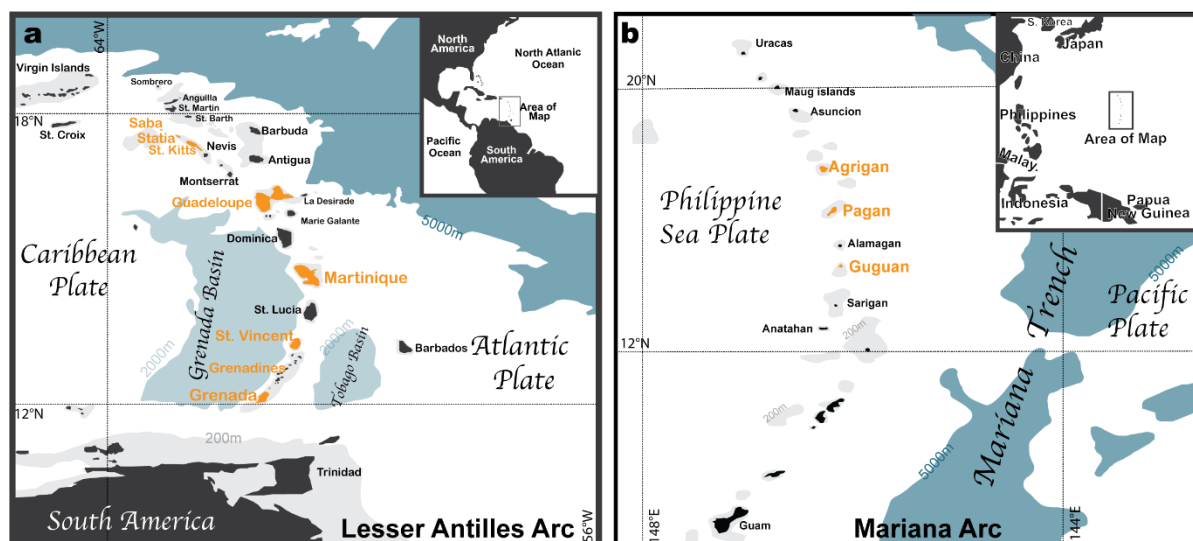 a
64°W
Virgin Islands
Sombrero
Anguilla
St. Martin
St. Barth
18°N
St. Croix
Saba
Statia
St. Kitts
Nevis
Barbuda
Antigua
Montserrat
Guadeloupe
La Desirade
Marie Galante
Dominica
Caribbean
Plate
Grenada Basin
2000m
Martinique
St. Lucia
St. Vincent
2000m
Tobago Basin
Barbados
Atlantic
Plate
Grenadines
Grenada
12°N
200m
Trinidad
South America
Lesser Antilles Arc
56°W
5000m
North
America
North Atlanic
Ocean
Area of
Map
Pacific
Ocean
South
America
b
Uracas
20°N
Maug islands
Asuncion
Agrigan
Philippine
Sea Plate
Pagan
Alamagan
Guguan
Sarigan
Anatahan
200m
12°N
200m
Guam
148°E
Mariana Arc
144°E
5000m
Mariana
Trench
5000m
Pacific
Plate
S. Korea
Japan
China
Philippines
Area of Map
Malay.
Indonesia
Papua
New Guinea